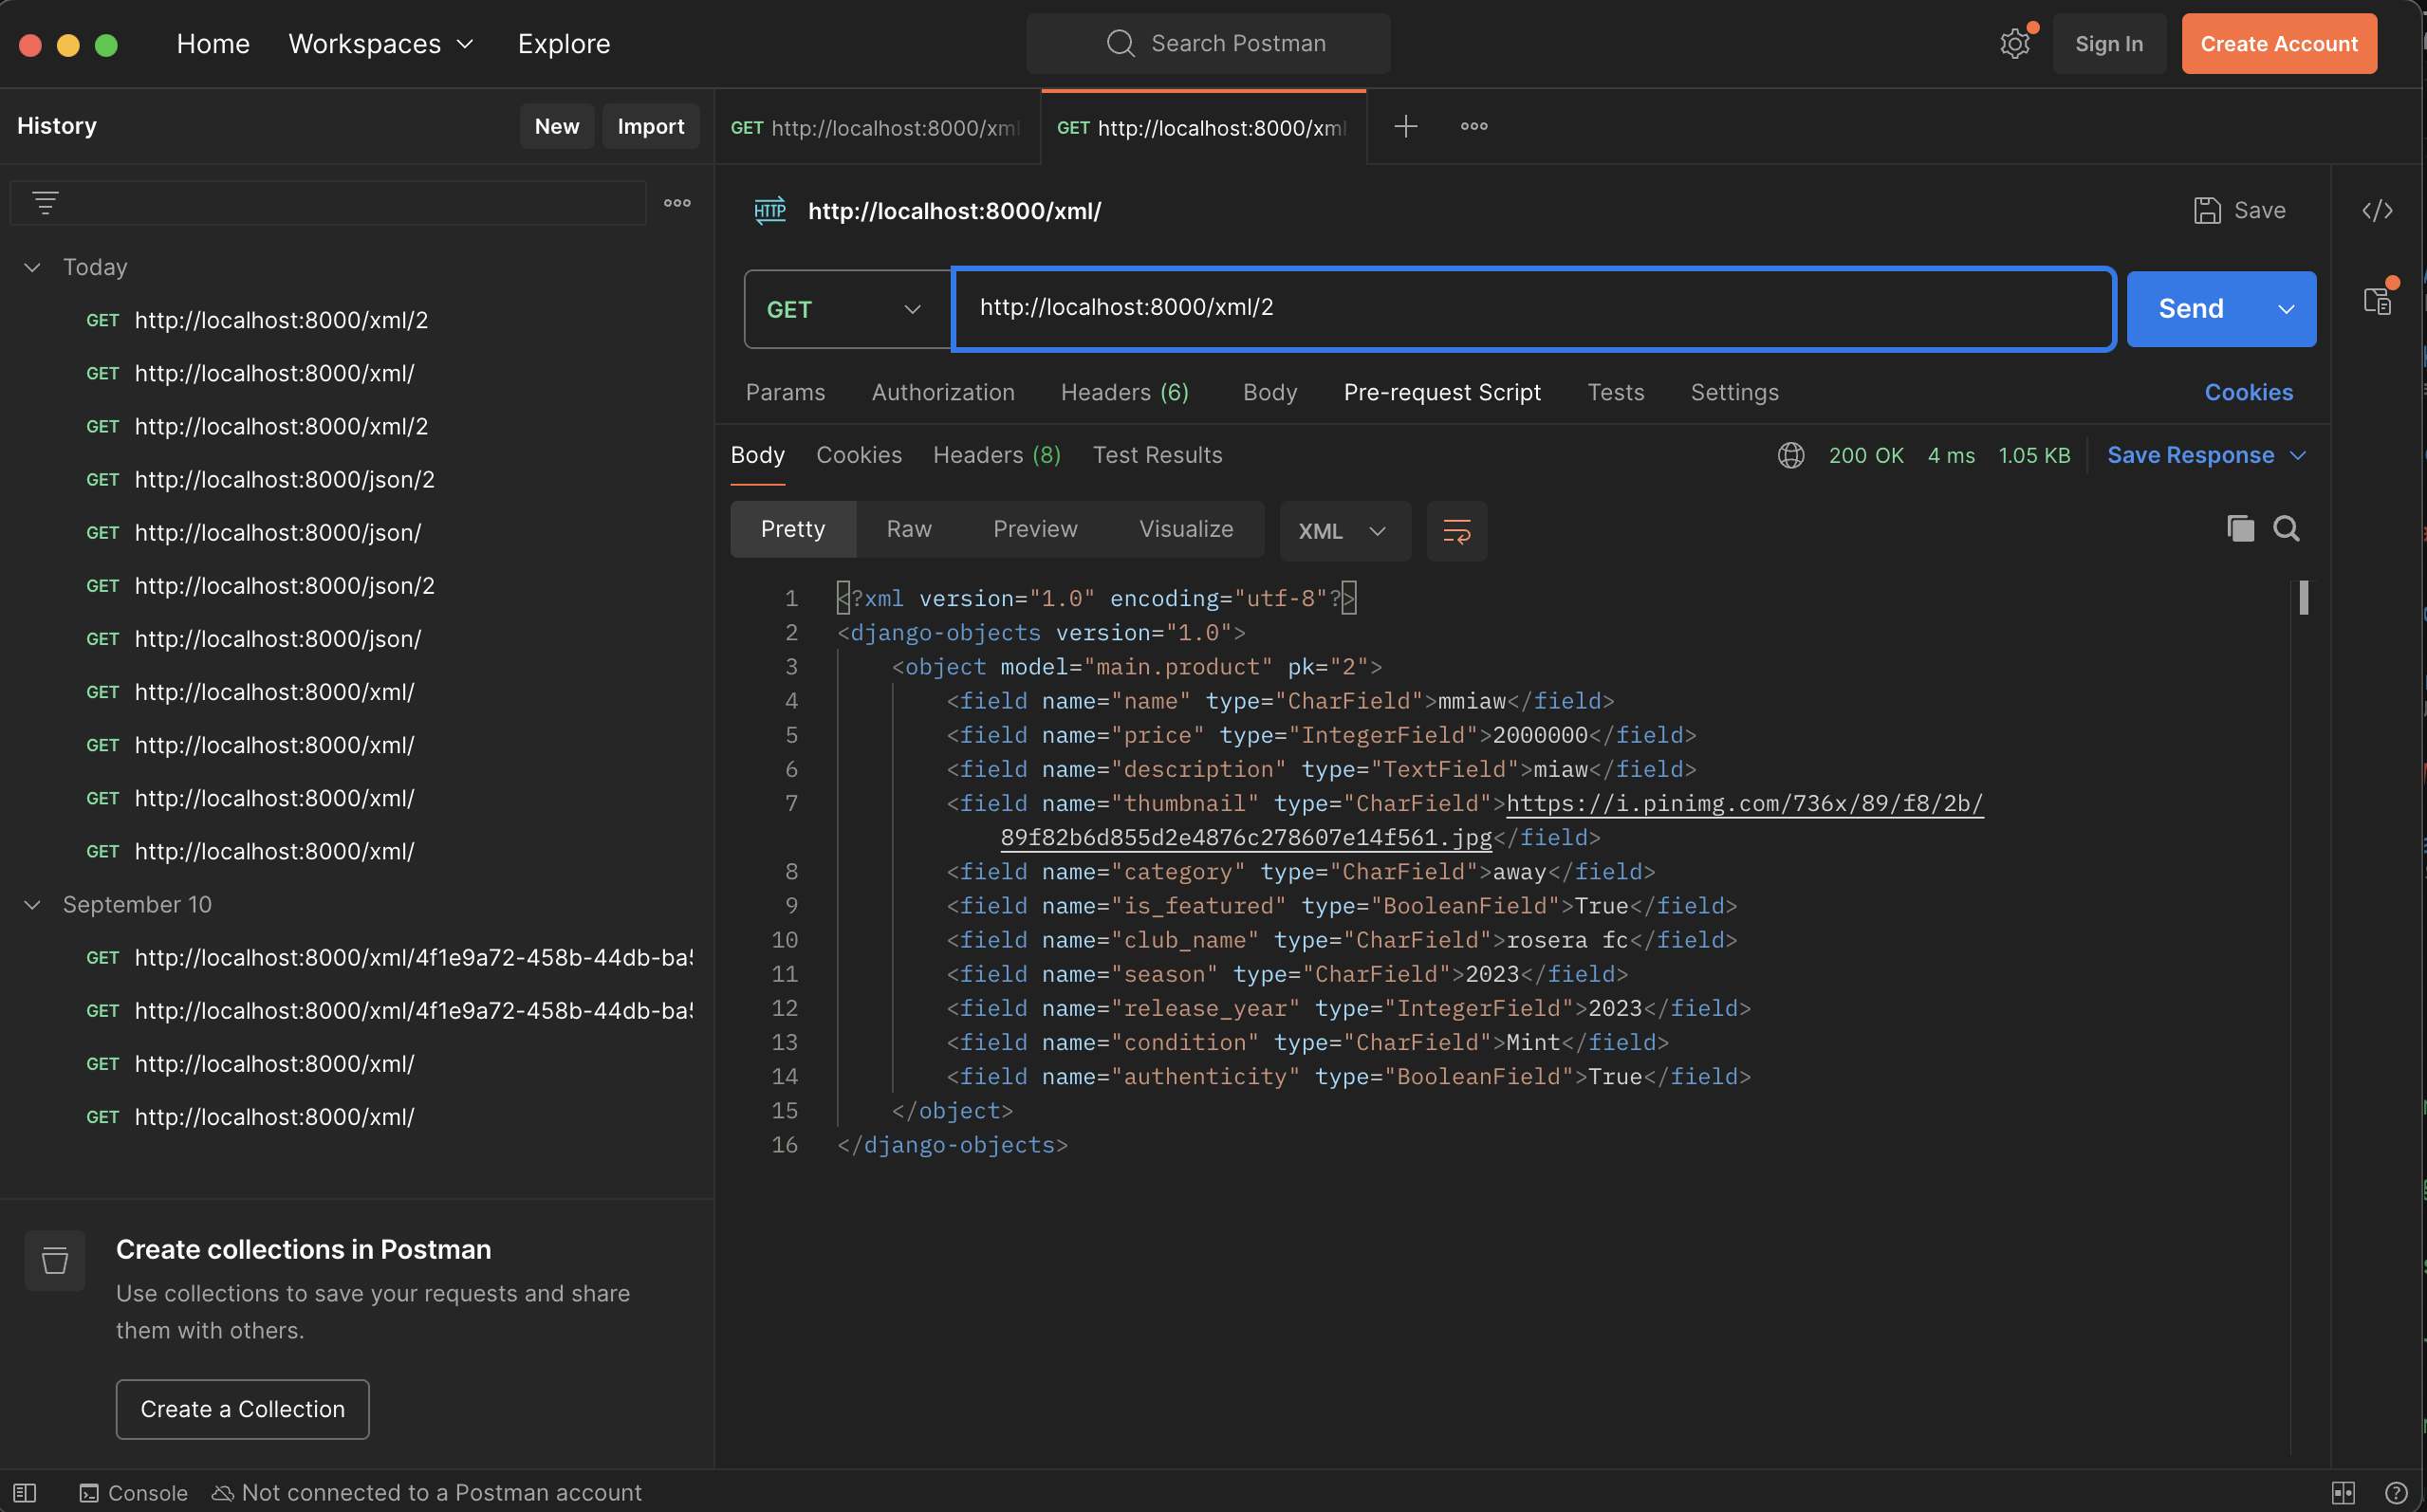 Home Workspaces Explore Search Postman Sign In Create Account
History New Import
GET http://localhost:8000/xml GET http://localhost:8000/xml
HTTP http://localhost:8000/xml/ Save </>
Today
GET http://localhost:8000/xml/2
GET http://localhost:8000/xml/
GET http://localhost:8000/xml/2
GET http://localhost:8000/json/2
GET http://localhost:8000/json/
GET http://localhost:8000/json/2
GET http://localhost:8000/json/
GET http://localhost:8000/xml/
GET http://localhost:8000/xml/
GET http://localhost:8000/xml/
GET http://localhost:8000/xml/
September 10
GET http://localhost:8000/xml/4f1e9a72-458b-44db-ba5
GET http://localhost:8000/xml/4f1e9a72-458b-44db-ba5
GET http://localhost:8000/xml/
GET http://localhost:8000/xml/
Create collections in Postman
Use collections to save your requests and share
them with others.
Create a Collection
GET http://localhost:8000/xml/2 Send
Params Authorization Headers (6) Body Pre-request Script Tests Settings Cookies
Body Cookies Headers (8) Test Results 200 OK 4 ms 1.05 KB Save Response
Pretty Raw Preview Visualize XML
1 <?xml version="1.0" encoding="utf-8"?>
2 <django-objects version="1.0">
3 <object model="main.product" pk="2">
4 <field name="name" type="CharField">mmiaw</field>
5 <field name="price" type="IntegerField">2000000</field>
6 <field name="description" type="TextField">miaw</field>
7 <field name="thumbnail" type="CharField">https://i.pinimg.com/736x/89/f8/2b/
89f82b6d855d2e4876c278607e14f561.jpg</field>
8 <field name="category" type="CharField">away</field>
9 <field name="is_featured" type="BooleanField">True</field>
10 <field name="club_name" type="CharField">rosera fc</field>
11 <field name="season" type="CharField">2023</field>
12 <field name="release_year" type="IntegerField">2023</field>
13 <field name="condition" type="CharField">Mint</field>
14 <field name="authenticity" type="BooleanField">True</field>
15 </object>
16 </django-objects>
Console Not connected to a Postman account